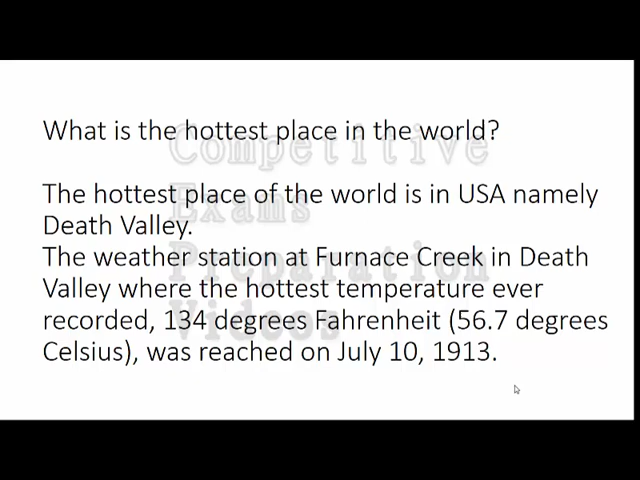 What is the hottest place in the world?
The hottest place of the world is in USA namely
Death Valley.
The weather station at Furnace Creek in Death
Valley where the hottest temperature ever
recorded, 134 degrees Fahrenheit (56.7 degrees
Celsius), was reached on July 10, 1913.
Competitive
Exams
Preparation
Videos